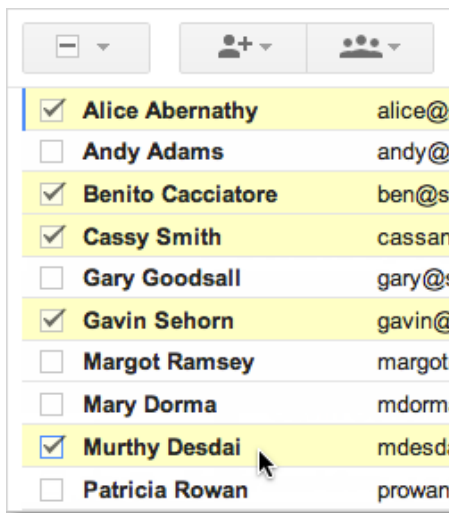 Alice Abernathy alice@
Andy Adams andy@
Benito Cacciatore ben@s
Cassy Smith cassan
Gary Goodsall gary@s
Gavin Sehorn gavin@
Margot Ramsey margot
Mary Dorma mdorm
Murthy Desdai mdesda
Patricia Rowan prowan